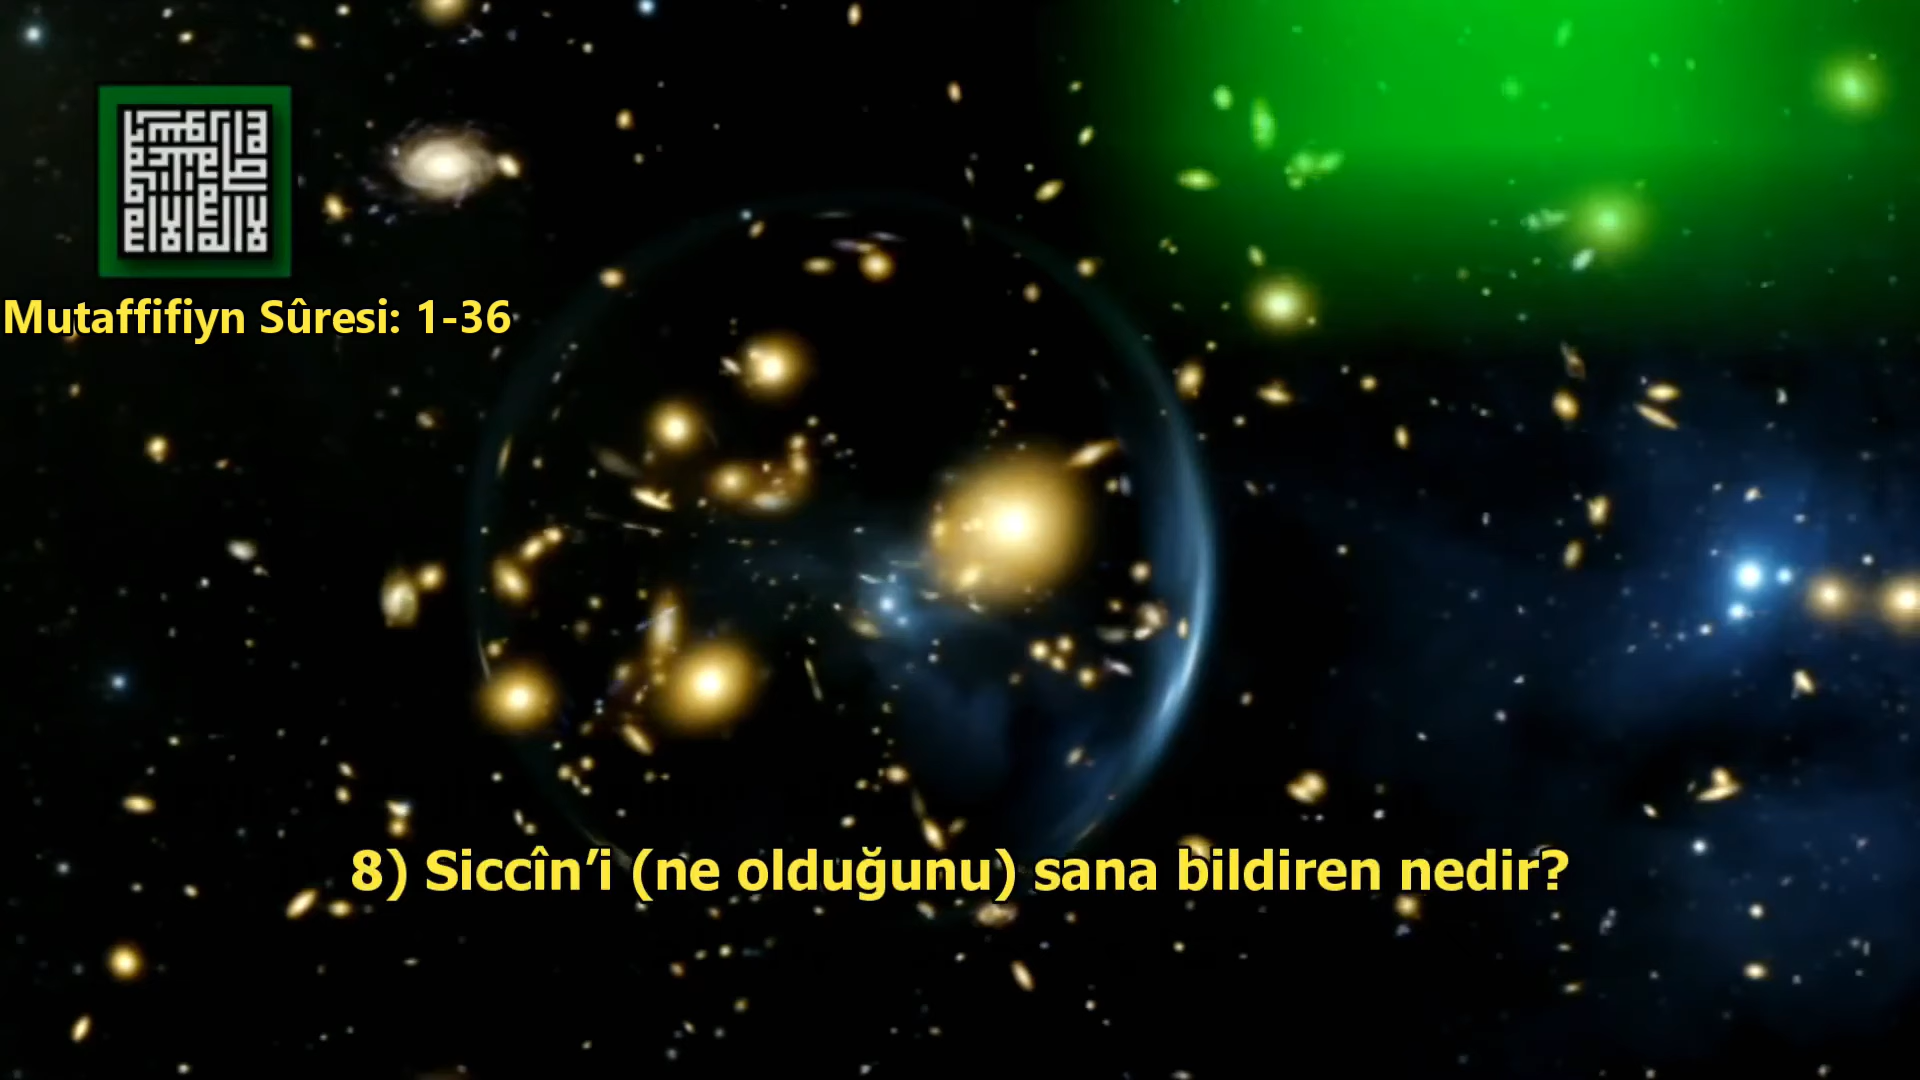 Mutaffifiyn Sûresi: 1-36
8) Siccîn’i (ne olduğunu) sana bildiren nedir?